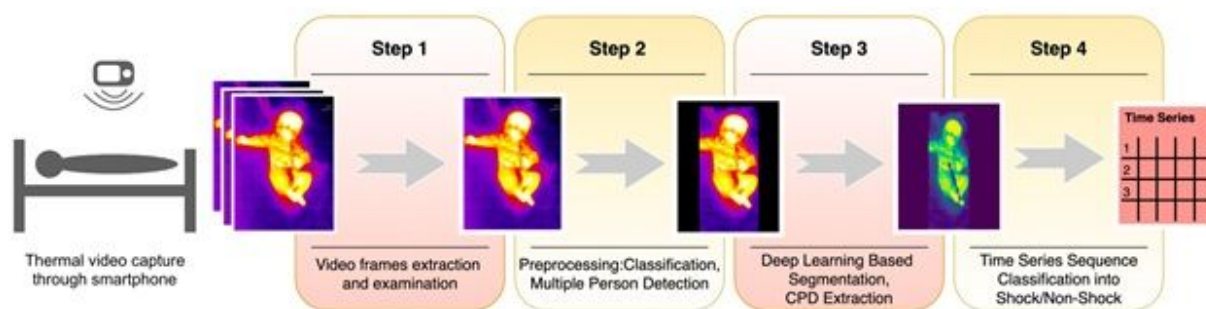 Step 1
Step 2
Step 3
Step 4
Time Series
1
2
3
Thermal video capture
through smartphone
Video frames extraction
and examination
Preprocessing:Classification,
Multiple Person Detection
Deep Learning Based
Segmentation,
CPD Extraction
Time Series Sequence
Classification into
Shock/Non-Shock